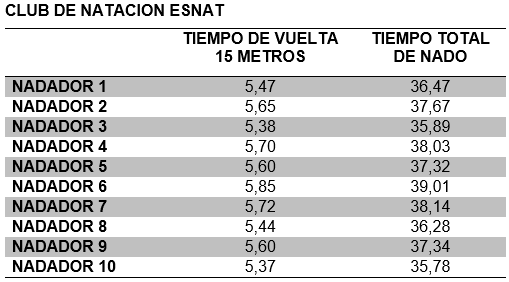 CLUB DE NATACION ESNAT
TIEMPO DE VUELTA 15 METROS TIEMPO TOTAL DE NADO
NADADOR 1 5,47 36,47
NADADOR 2 5,65 37,67
NADADOR 3 5,38 35,89
NADADOR 4 5,70 38,03
NADADOR 5 5,60 37,32
NADADOR 6 5,85 39,01
NADADOR 7 5,72 38,14
NADADOR 8 5,44 36,28
NADADOR 9 5,60 37,34
NADADOR 10 5,37 35,78